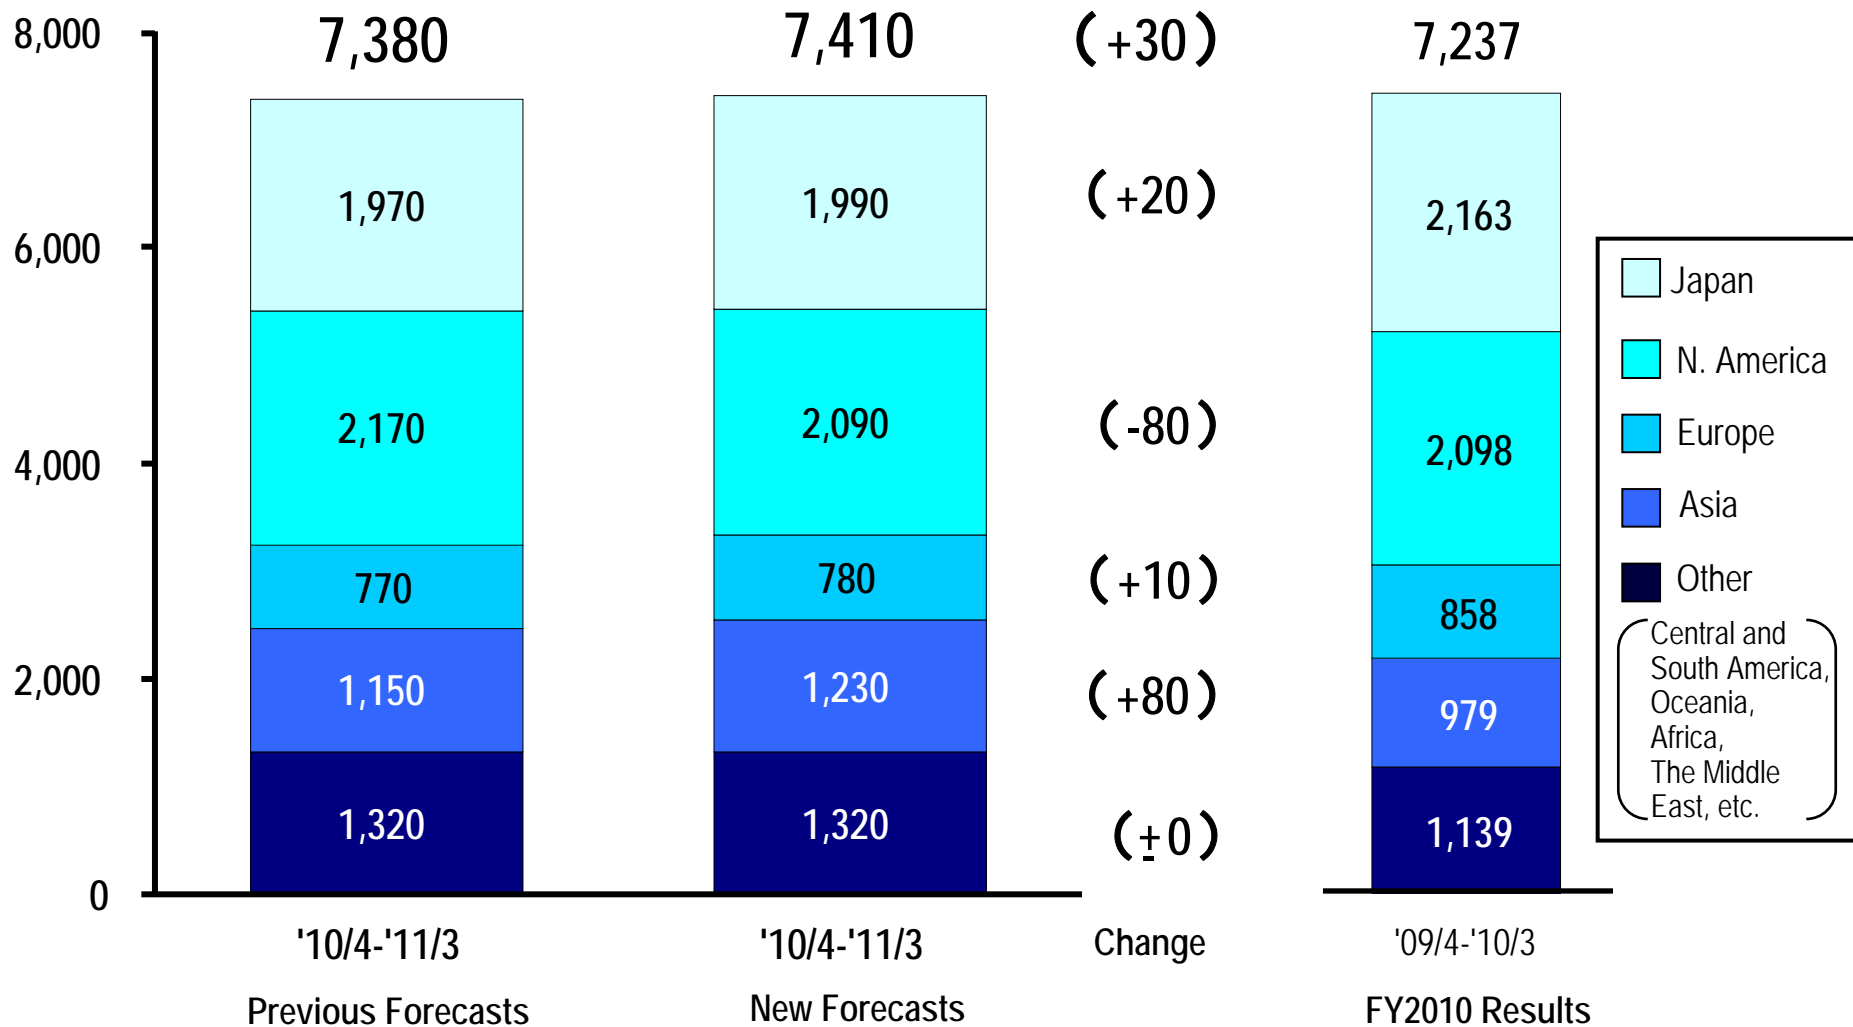 8,000
7,380
7,410
(+30)
7,237
1,970
1,990
(+20)
2,163
6,000
Japan
N. America
2,170
2,090
(-80)
2,098
Europe
4,000
Asia
770
780
(+10)
858
Other
Central and
South America,
Oceania,
Africa,
The Middle
East, etc.
2,000
1,150
1,230
(+80)
979
1,320
1,320
(±0)
1,139
0
'10/4-'11/3
'10/4-'11/3
Change
'09/4-'10/3
Previous Forecasts
New Forecasts
FY2010 Results